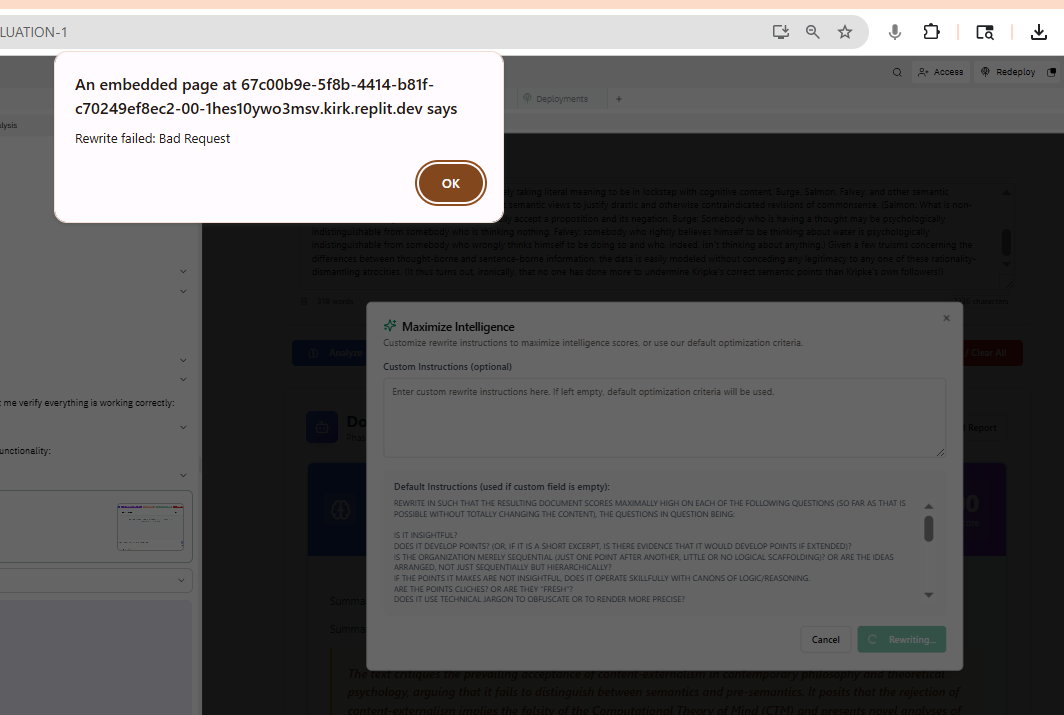 LUATION-1
An embedded page at 67c00b9e-5f8b-4414-b81f-
c70249ef8ec2-00-1hes10ywo3msv.kirk.replit.dev says
Rewrite failed: Bad Request
OK
Access
Redeploy
Deployments
alysis
taking literal meaning to be in lockstep with cognitive content, Burge, Salmon, Falvey, and other semantic
semantic views to justify drastic and otherwise contraindicated revisions of commonsense. (Salmon: What is non-
accept a proposition and its negation. Burge: Somebody who is having a thought may be psychologically
indistinguishable from somebody who is thinking nothing. Falvey: somebody who rightly believes himself to be thinking about water is psychologically
indistinguishable from somebody who wrongly thinks himself to be doing so and who, indeed, isn't thinking about anything.) Given a few truisms concerning the
differences between thought-borne and sentence-borne information, the data is easily modeled without conceding any legitimacy to any one of these rationality-
dismantling atrocities. (It thus turns out, ironically, that no one has done more to undermine Kripke's correct semantic points than Kripke's own followers!)
words
characters
Maximize Intelligence
Customize rewrite instructions to maximize intelligence scores, or use our default optimization criteria.
Analyze
/ Clear All
Custom Instructions (optional)
Enter custom rewrite instructions here. If left empty, default optimization criteria will be used.
t me verify everything is working correctly:
Do
Report
unctionality:
Default Instructions (used if custom field is empty):
REWRITE IN SUCH THAT THE RESULTING DOCUMENT SCORES MAXIMALLY HIGH ON EACH OF THE FOLLOWING QUESTIONS (SO FAR AS THAT IS
POSSIBLE WITHOUT TOTALLY CHANGING THE CONTENT), THE QUESTIONS IN QUESTION BEING:
IS IT INSIGHTFUL?
DOES IT DEVELOP POINTS? (OR, IF IT IS A SHORT EXCERPT, IS THERE EVIDENCE THAT IT WOULD DEVELOP POINTS IF EXTENDED)?
IS THE ORGANIZATION MERELY SEQUENTIAL (JUST ONE POINT AFTER ANOTHER, LITTLE OR NO LOGICAL SCAFFOLDING)? OR ARE THE IDEAS
ARRANGED, NOT JUST SEQUENTIALLY BUT HIERARCHICALLY?
IF THE POINTS IT MAKES ARE NOT INSIGHTFUL, DOES IT OPERATE SKILLFULLY WITH CANONS OF LOGIC/REASONING.
ARE THE POINTS CLICHES? OR ARE THEY "FRESH"?
DOES IT USE TECHNICAL JARGON TO OBFUSCATE OR TO RENDER MORE PRECISE?
Summa
Summa
Cancel
Rewriting...
The text critiques the prevailing acceptance of content-externalism in contemporary philosophy and theoretical
psychology, arguing that it fails to distinguish between semantics and pre-semantics. It posits that the rejection of
content-externalism implies the falsity of the Computational Theory of Mind (CTM) and presents novel analyses of